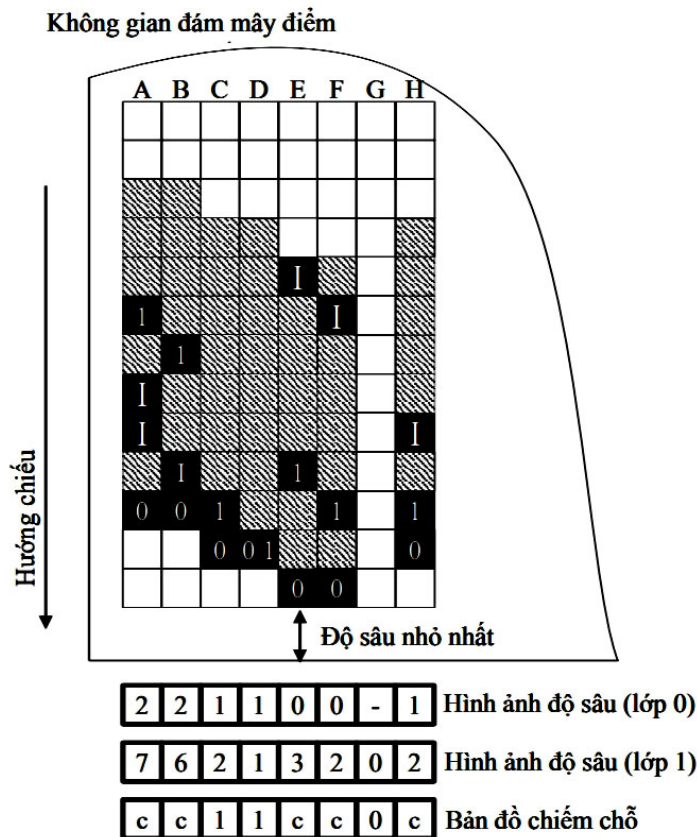 Không gian đám mây điểm
A B C D E F G H
I
1 I
1
I
I I
I 1
0 0 1 1 1
0 0 1 0
0 0
Hướng chiếu
Độ sâu nhỏ nhất
2 2 1 1 0 0 - 1 Hình ảnh độ sâu (lớp 0)
7 6 2 1 3 2 0 2 Hình ảnh độ sâu (lớp 1)
c c 1 1 c c 0 c Bản đồ chiếm chỗ